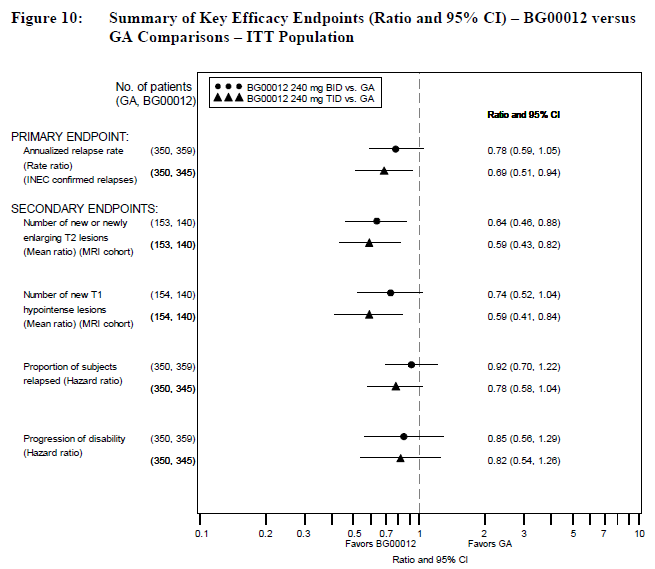 Figure 10: Summary of Key Efficacy Endpoints (Ratio and 95% CI) – BG00012 versus
GA Comparisons – ITT Population
No. of patients
(GA, BG00012)
BG00012 240 mg BID vs. GA
BG00012 240 mg TID vs. GA
Ratio and 95% CI
PRIMARY ENDPOINT:
Annualized relapse rate (350, 359) 0.78 (0.59, 1.05)
(Rate ratio)
(350, 345) 0.69 (0.51, 0.94)
(INEC confirmed relapses)
SECONDARY ENDPOINTS:
Number of new or newly (153, 140) 0.64 (0.46, 0.88)
enlarging T2 lesions
(153, 140) 0.59 (0.43, 0.82)
(Mean ratio) (MRI cohort)
Number of new T1 (154, 140) 0.74 (0.52, 1.04)
hypointense lesions
(154, 140) 0.59 (0.41, 0.84)
(Mean ratio) (MRI cohort)
Proportion of subjects (350, 359) 0.92 (0.70, 1.22)
relapsed (Hazard ratio)
(350, 345) 0.78 (0.58, 1.04)
Progression of disability (350, 359) 0.85 (0.56, 1.29)
(Hazard ratio)
(350, 345) 0.82 (0.54, 1.26)
0.1 0.2 0.3 0.5 0.7 1 2 3 5 7 10
Favors BG00012 Favors GA
Ratio and 95% CI